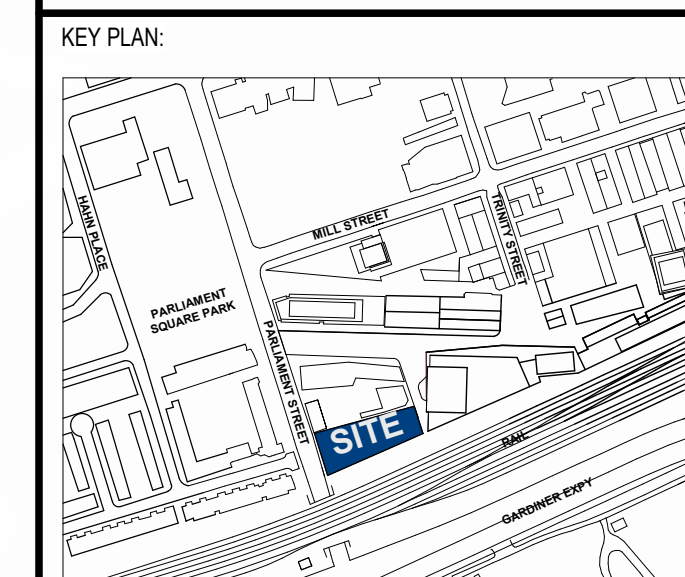 KEY PLAN:
HAHN PLACE
MILL STREET
TRINITY STREET
PARLIAMENT
SQUARE PARK
PARLIAMENT STREET
SITE
RAIL
GARDINER EXPY